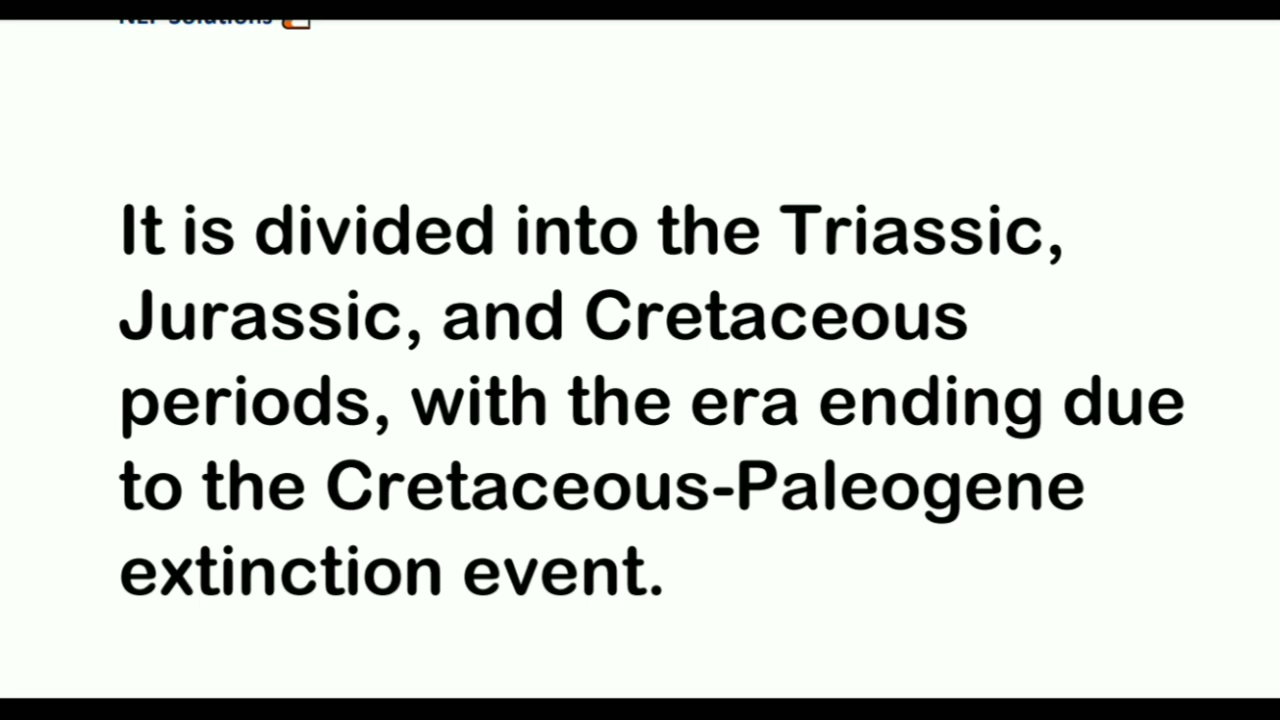 Solutions
It is divided into the Triassic,
Jurassic, and Cretaceous
periods, with the era ending due
to the Cretaceous-Paleogene
extinction event.